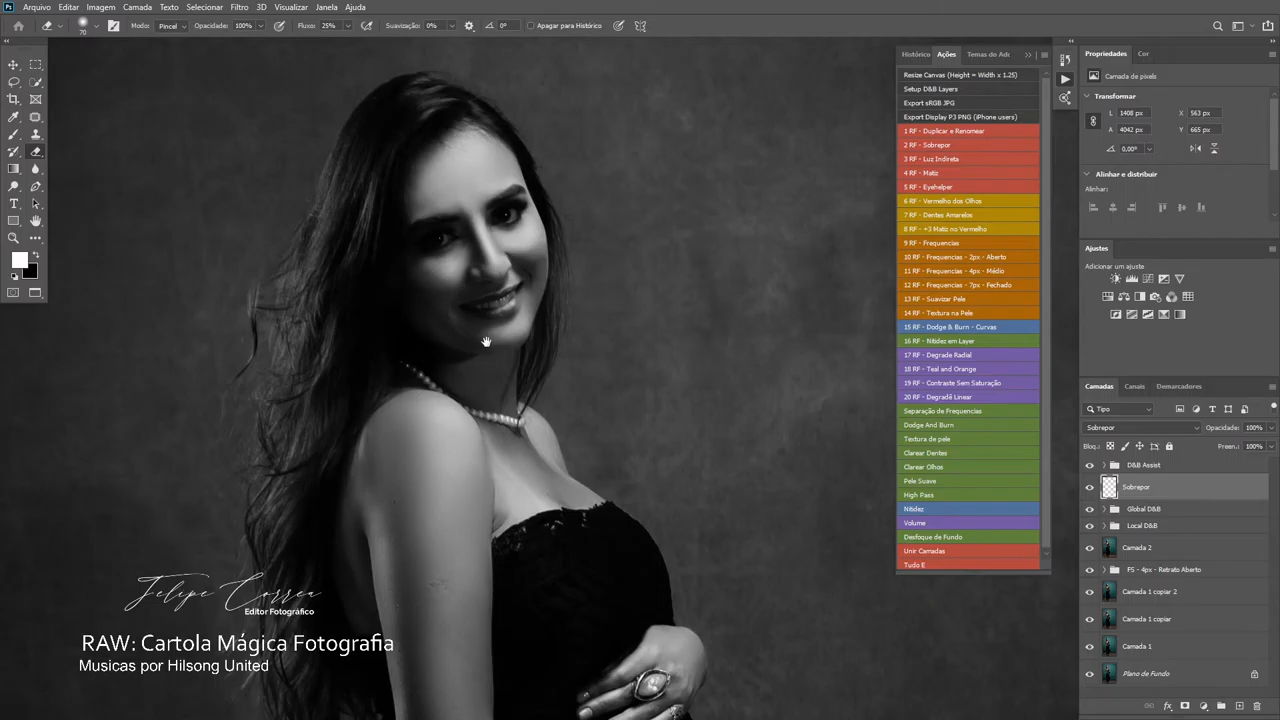 Ps Arquivo Editar Imagem Camada Texto Selecionar Filtro 3D Visualizar Janela Ajuda
70 Modo: Pincel Opacidade: 100% Fluxo: 25% Suavização: 0% 0° Apagar para Histórico
Histórico Ações
Resize Canvas (Height = Width x 1.25)
Setup D&B Layers
Export sRGB JPG
Export Display P3 PNG (iPhone users)
1 RF - Duplicar e Renomear
2 RF - Sobrepor
3 RF - Luz Indireta
4 RF - Matiz
5 RF - Eyehelper
6 RF - Vermelho dos Olhos
7 RF - Dentes Amarelos
8 RF - +3 Matiz no Vermelho
9 RF - Frequencias
10 RF - Frequencias - 2px - Aberto
11 RF - Frequencias - 4px - Médio
12 RF - Frequencias - 7px - Fechado
13 RF - Suavizar Pele
14 RF - Textura na Pele
15 RF - Dodge & Burn - Curvas
16 RF - Nitidez em Layer
17 RF - Degrade Radial
18 RF - Teal and Orange
19 RF - Contraste Sem Saturação
20 RF - Degradê Linear
Separação de Frequencias
Dodge And Burn
Textura de pele
Clarear Dentes
Clarear Olhos
Pele Suave
High Pass
Nitidez
Volume
Desfoque de Fundo
Unir Camadas
Tudo E
Propriedades Cor
Camada de pixels
Transformar
L 1408 px X 563 px
A 4042 px Y 665 px
0,00°
Alinhar e distribuir
Alinhar:
Ajustes
Adicionar um ajuste
Camadas Canais Demarcadores
Tipo
Sobrepor Opacidade: 100%
Bloq.: Preen.: 100%
D&B Assist
Sobrepor
Global D&B
Local D&B
Camada 2
FS - 4px - Retrato Aberto
Camada 1 copiar 2
Camada 1 copiar
Camada 1
Plano de Fundo
Felipe Correa
Editor Fotográfico
RAW: Cartola Mágica Fotografia
Musicas por Hilsong United